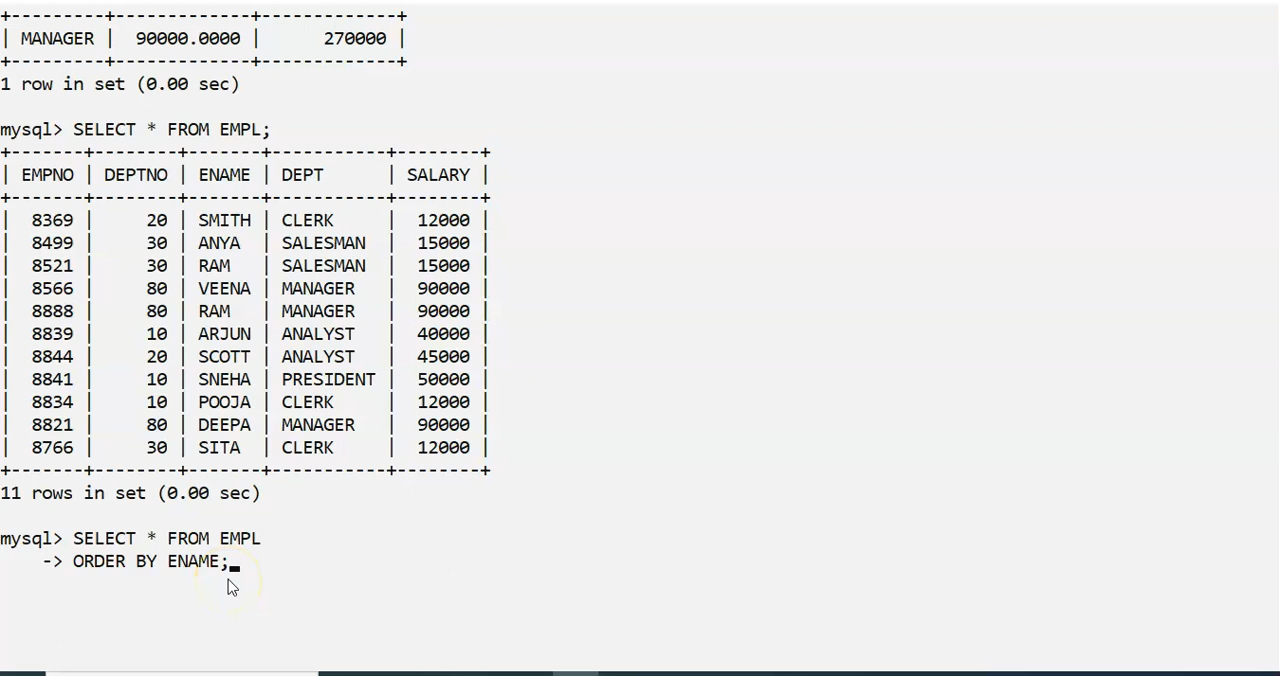 +---------+-------------+-------------+
| MANAGER |  90000.0000 |      270000 |
+---------+-------------+-------------+
1 row in set (0.00 sec)

mysql> SELECT * FROM EMPL;
+-------+--------+-------+-----------+--------+
| EMPNO | DEPTNO | ENAME | DEPT      | SALARY |
+-------+--------+-------+-----------+--------+
|  8369 |     20 | SMITH | CLERK     |  12000 |
|  8499 |     30 | ANYA  | SALESMAN  |  15000 |
|  8521 |     30 | RAM   | SALESMAN  |  15000 |
|  8566 |     80 | VEENA | MANAGER   |  90000 |
|  8888 |     80 | RAM   | MANAGER   |  90000 |
|  8839 |     10 | ARJUN | ANALYST   |  40000 |
|  8844 |     20 | SCOTT | ANALYST   |  45000 |
|  8841 |     10 | SNEHA | PRESIDENT |  50000 |
|  8834 |     10 | POOJA | CLERK     |  12000 |
|  8821 |     80 | DEEPA | MANAGER   |  90000 |
|  8766 |     30 | SITA  | CLERK     |  12000 |
+-------+--------+-------+-----------+--------+
11 rows in set (0.00 sec)

mysql> SELECT * FROM EMPL
    -> ORDER BY ENAME;